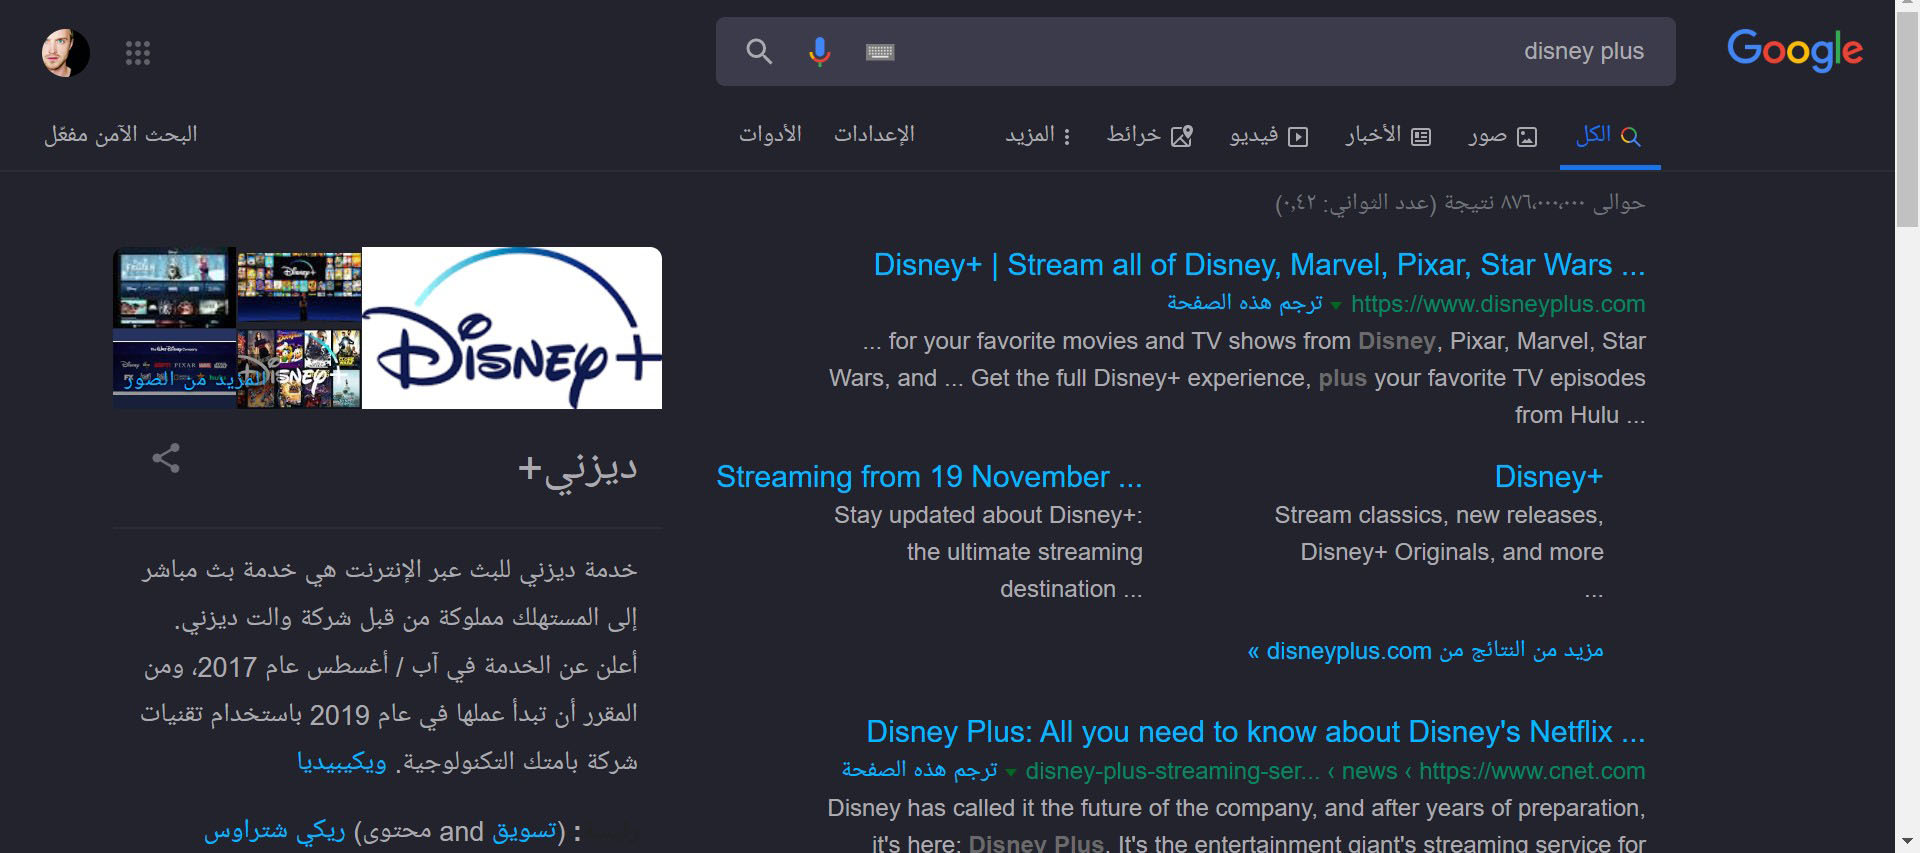 Google
disney plus
الكل
صور
الأخبار
فيديو
خرائط
المزيد
الإعدادات
الأدوات
البحث الآمن مفعّل
حوالى ٨٧٦،٠٠٠،٠٠٠ نتيجة (عدد الثواني: ٠,٤٢)
Disney+ | Stream all of Disney, Marvel, Pixar, Star Wars ...
https://www.disneyplus.com ترجم هذه الصفحة
... for your favorite movies and TV shows from Disney, Pixar, Marvel, Star
Wars, and ... Get the full Disney+ experience, plus your favorite TV episodes
from Hulu ...
Disney+
Stream classics, new releases,
Disney+ Originals, and more
...
Streaming from 19 November ...
Stay updated about Disney+:
the ultimate streaming
destination ...
مزيد من النتائج من disneyplus.com »
Disney Plus: All you need to know about Disney's Netflix ...
https://www.cnet.com › news › disney-plus-streaming-ser... ترجم هذه الصفحة
Disney has called it the future of the company, and after years of preparation,
it's here: Disney Plus. It's the entertainment giant's streaming service for
Disney+
المزيد من الصور
ديزني+
خدمة ديزني للبث عبر الإنترنت هي خدمة بث مباشر
إلى المستهلك مملوكة من قبل شركة والت ديزني.
أعلن عن الخدمة في آب / أغسطس عام 2017، ومن
المقرر أن تبدأ عملها في عام 2019 باستخدام تقنيات
شركة بامتك التكنولوجية. ويكيبيديا
: (تسويق and محتوى) ريكي شتراوس